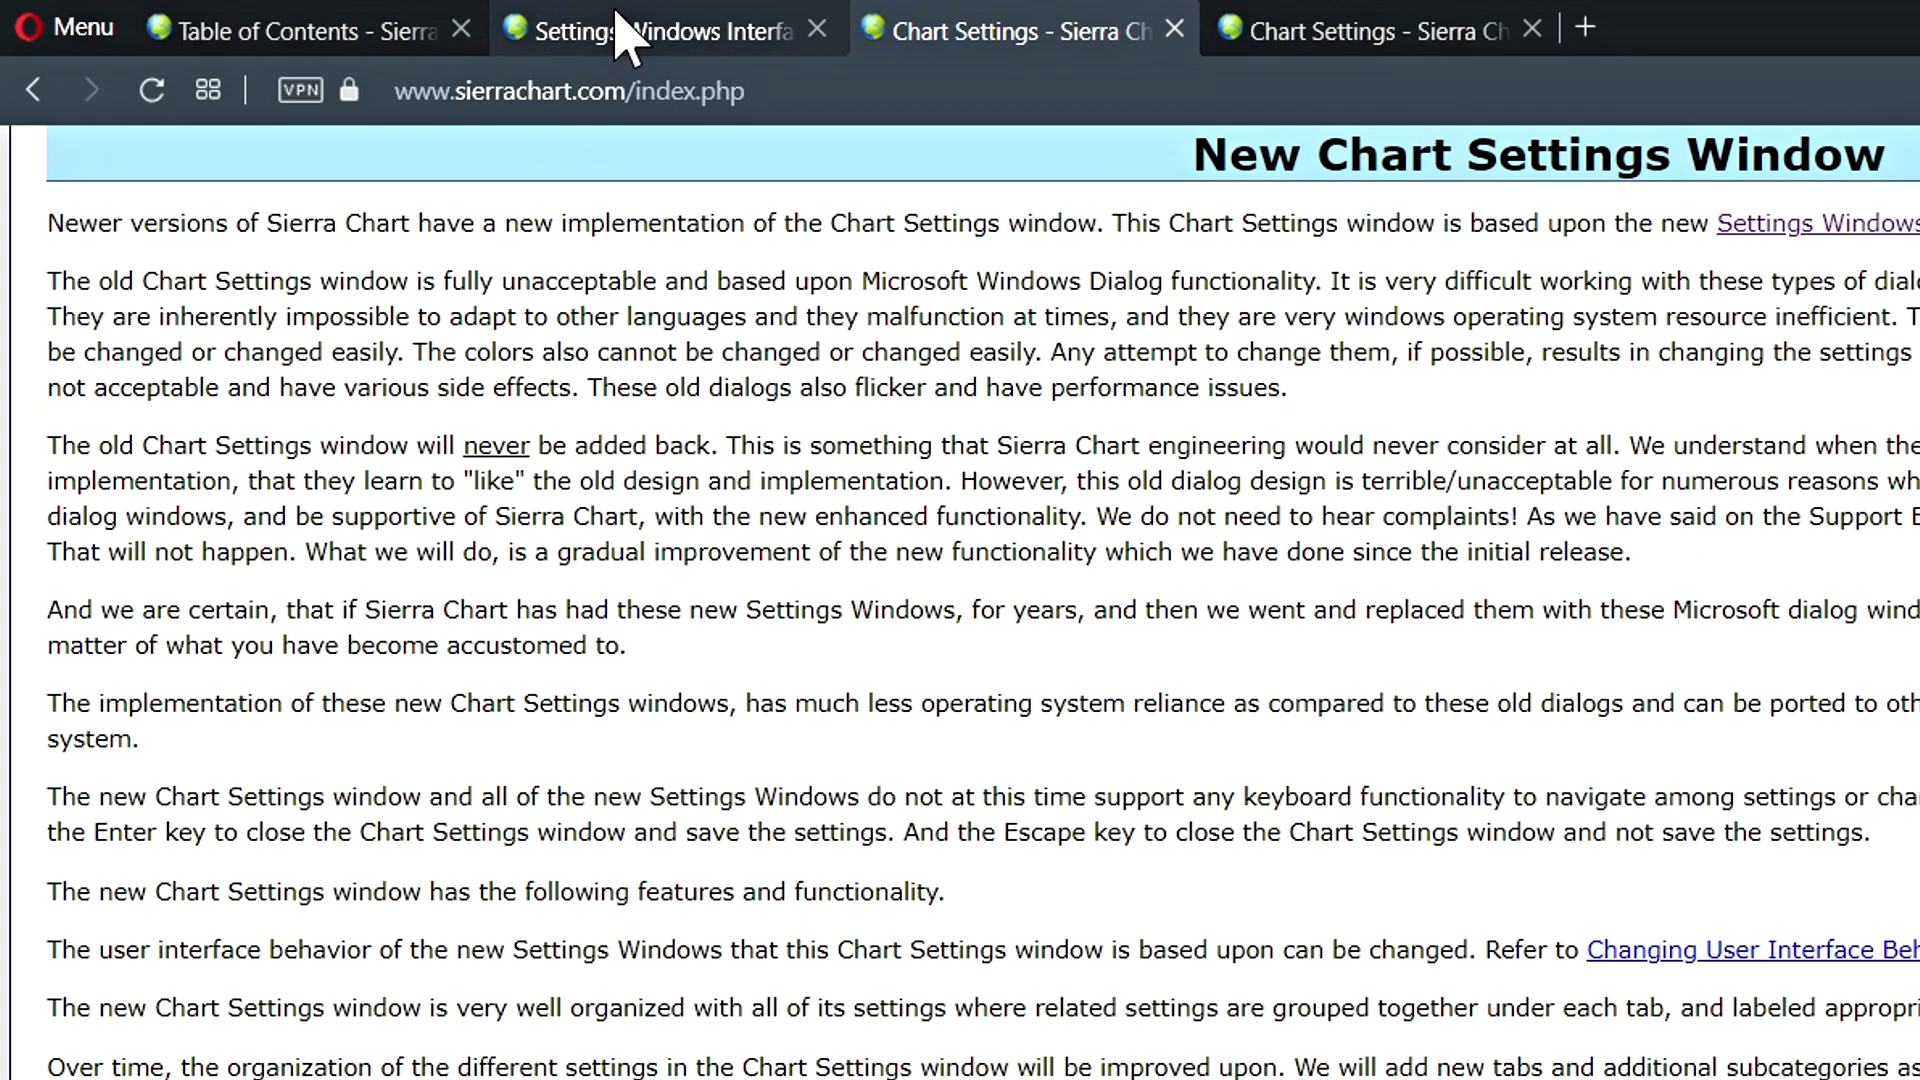 Menu Table of Contents - Sierra Settings Windows Interfa Chart Settings - Sierra Ch Chart Settings - Sierra Ch
VPN www.sierrachart.com/index.php
New Chart Settings Window
Newer versions of Sierra Chart have a new implementation of the Chart Settings window. This Chart Settings window is based upon the new Settings Windows
The old Chart Settings window is fully unacceptable and based upon Microsoft Windows Dialog functionality. It is very difficult working with these types of dialo
They are inherently impossible to adapt to other languages and they malfunction at times, and they are very windows operating system resource inefficient. T
be changed or changed easily. The colors also cannot be changed or changed easily. Any attempt to change them, if possible, results in changing the settings
not acceptable and have various side effects. These old dialogs also flicker and have performance issues.
The old Chart Settings window will never be added back. This is something that Sierra Chart engineering would never consider at all. We understand when the
implementation, that they learn to "like" the old design and implementation. However, this old dialog design is terrible/unacceptable for numerous reasons wh
dialog windows, and be supportive of Sierra Chart, with the new enhanced functionality. We do not need to hear complaints! As we have said on the Support B
That will not happen. What we will do, is a gradual improvement of the new functionality which we have done since the initial release.
And we are certain, that if Sierra Chart has had these new Settings Windows, for years, and then we went and replaced them with these Microsoft dialog wind
matter of what you have become accustomed to.
The implementation of these new Chart Settings windows, has much less operating system reliance as compared to these old dialogs and can be ported to oth
system.
The new Chart Settings window and all of the new Settings Windows do not at this time support any keyboard functionality to navigate among settings or cha
the Enter key to close the Chart Settings window and save the settings. And the Escape key to close the Chart Settings window and not save the settings.
The new Chart Settings window has the following features and functionality.
The user interface behavior of the new Settings Windows that this Chart Settings window is based upon can be changed. Refer to Changing User Interface Beh
The new Chart Settings window is very well organized with all of its settings where related settings are grouped together under each tab, and labeled appropri
Over time, the organization of the different settings in the Chart Settings window will be improved upon. We will add new tabs and additional subcategories as